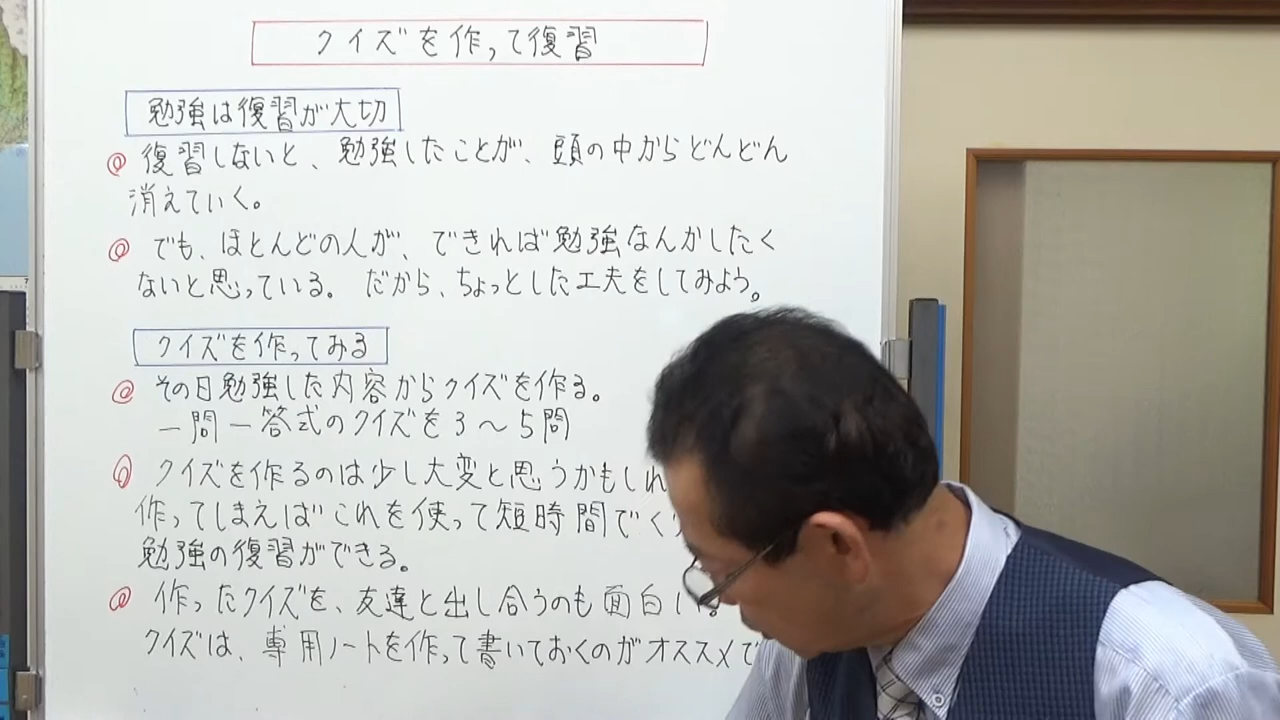 クイズを作って復習
勉強は復習が大切
@ 復習しないと、勉強したことが、頭の中からどんどん
消えていく。
@ でも、ほとんどの人が、できれば勉強なんかしたく
ないと思っている。だから、ちょっとした工夫をしてみよう。
クイズを作ってみる
@ その日勉強した内容からクイズを作る。
一問一答式のクイズを3～5問
@ クイズを作るのは少し大変と思うかもしれ
作ってしまえばこれを使って短時間でく
勉強の復習ができる。
@ 作ったクイズを、友達と出し合うのも面白い。
クイズは、専用ノートを作って書いておくのがオススメで